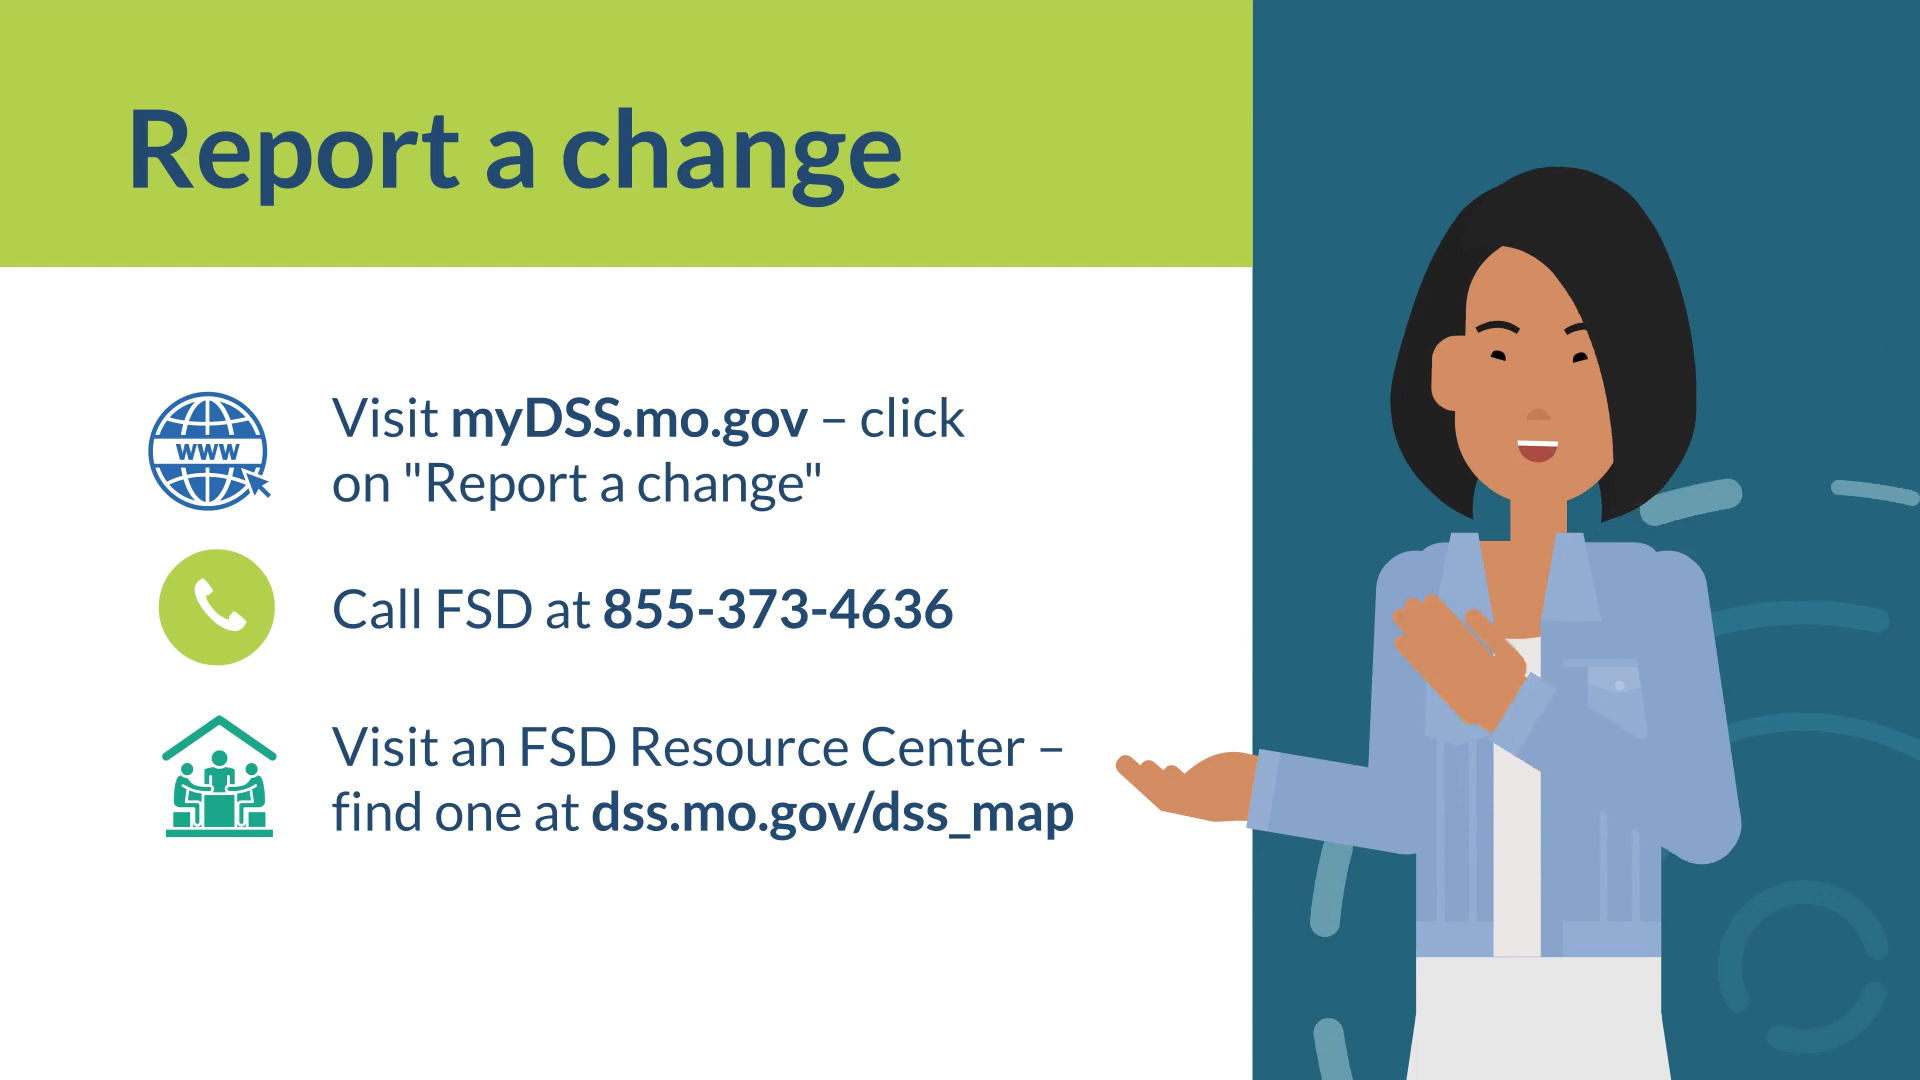 Report a change
Visit myDSS.mo.gov – click
on "Report a change"
www
Call FSD at 855-373-4636
Visit an FSD Resource Center –
find one at dss.mo.gov/dss_map